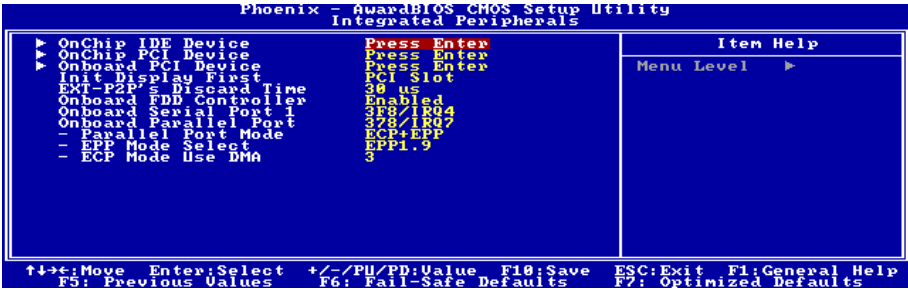 Phoenix - AwardBIOS CMOS Setup Utility
Integrated Peripherals
► OnChip IDE Device Press Enter
► OnChip PCI Device Press Enter
► Onboard PCI Device Press Enter
Init Display First PCI Slot
EXT-P2P's Discard Time 30 us
Onboard FDD Controller Enabled
Onboard Serial Port 1 3F8/IRQ4
Onboard Parallel Port 378/IRQ7
- Parallel Port Mode ECP+EPP
- EPP Mode Select EPP1.9
- ECP Mode Use DMA 3
Item Help
Menu Level ►
↑↓→←:Move Enter:Select +/-/PU/PD:Value F10:Save ESC:Exit F1:General Help
F5: Previous Values F6: Fail-Safe Defaults F7: Optimized Defaults